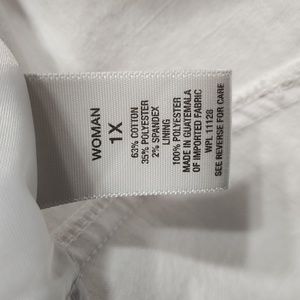 WOMAN
1X
63% COTTON
35% POLYESTER
2% SPANDEX
LINING
100% POLYESTER
MADE IN GUATEMALA
OF IMPORTED FABRIC
WPL 11128
SEE REVERSE FOR CARE